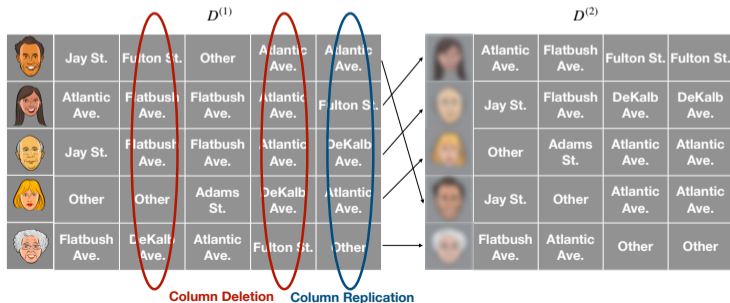 D(1) D(2)
Jay St. Fulton St. Other Atlantic Ave. Atlantic Ave. Atlantic Ave. Flatbush Ave. Fulton St. Fulton St.
Atlantic Ave. Flatbush Ave. Flatbush Ave. Atlantic Ave. Fulton St. Jay St. Flatbush Ave. DeKalb Ave. DeKalb Ave.
Jay St. Flatbush Ave. Flatbush Ave. Atlantic Ave. DeKalb Ave. Other Adams St. Atlantic Ave. Atlantic Ave.
Other Other Adams St. DeKalb Ave. Atlantic Ave. Jay St. Other Atlantic Ave. Atlantic Ave.
Flatbush Ave. DeKalb Ave. Atlantic Ave. Fulton St. Other Flatbush Ave. Atlantic Ave. Other Other
Column Deletion Column Replication